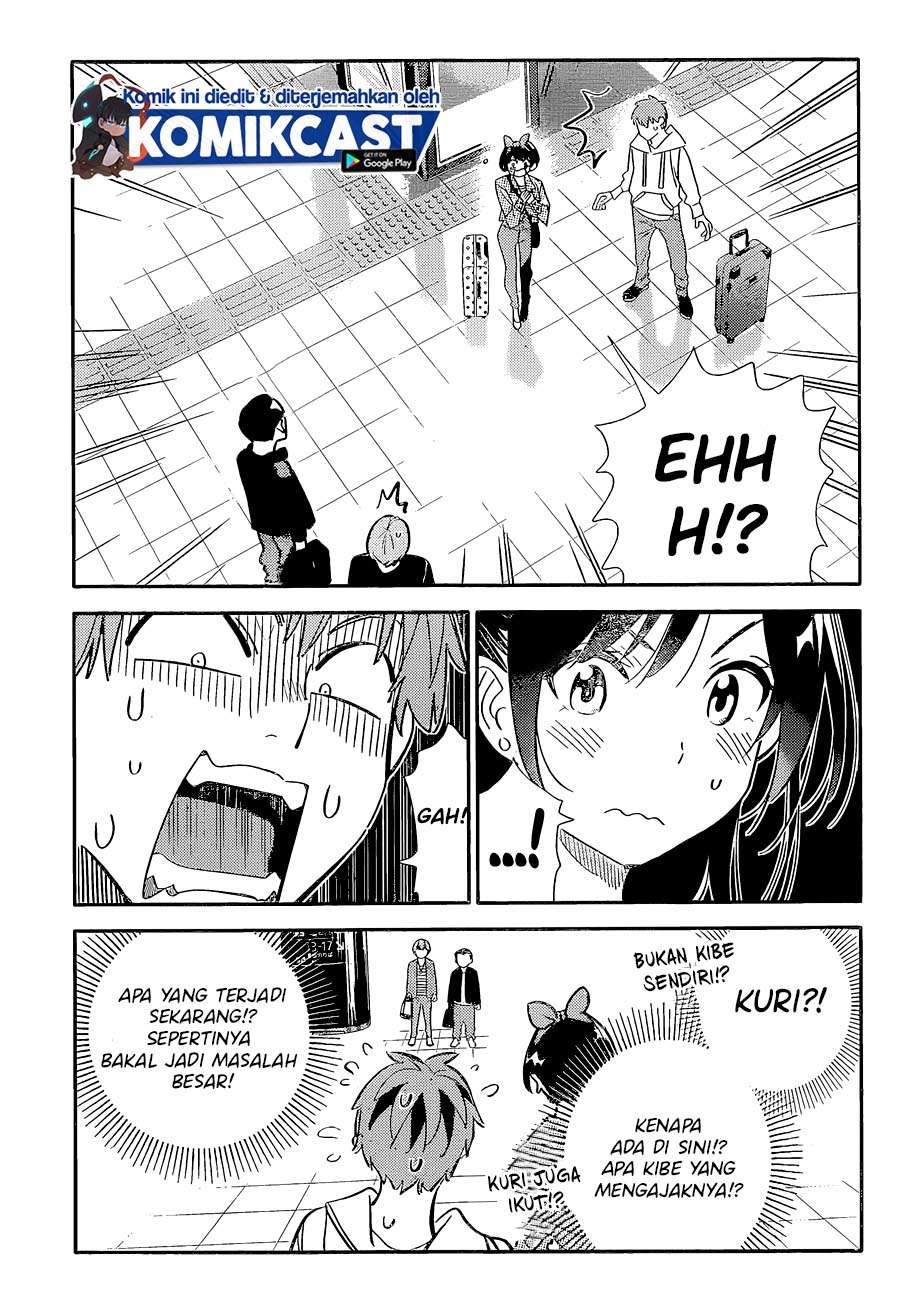 Komik ini diedit & diterjemahkan oleh
KOMIKCAST
GET IT ON
Google Play
EHH
H!?
....!
GAH!
BUKAN KIBE
SENDIRI!?
KURI?!
APA YANG TERJADI
SEKARANG!?
SEPERTINYA
BAKAL JADI MASALAH
BESAR!
KENAPA
ADA DI SINI!?
APA KIBE YANG
MENGAJAKNYA!?
KURI JUGA
IKUT!?